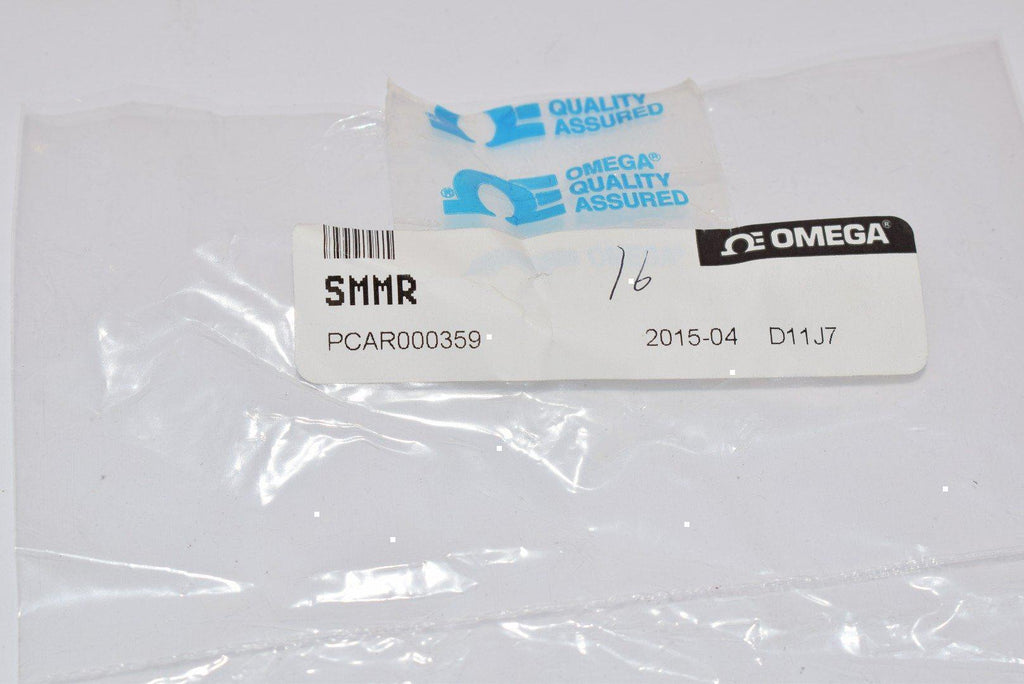 QUALITY
ASSURED
OMEGA®
QUALITY
ASSURED
®
OMEGA®
SMMR
16
PCAR000359
2015-04 D11J7